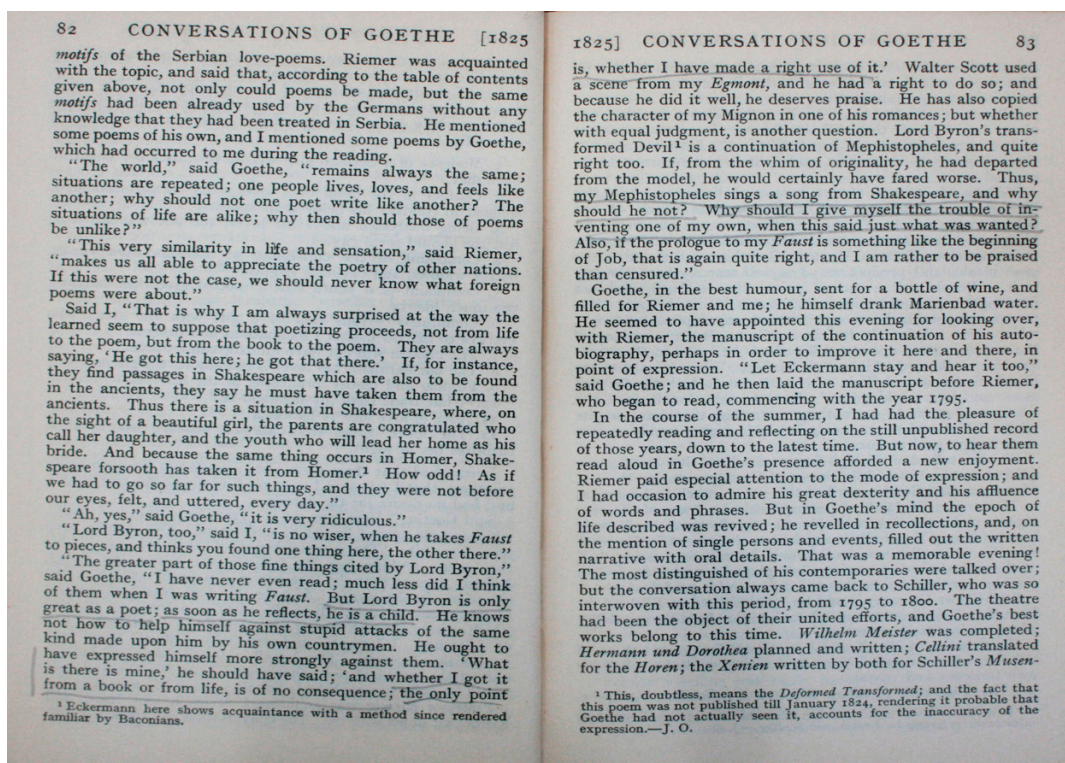 82 CONVERSATIONS OF GOETHE [1825
motifs of the Serbian love-poems. Riemer was acquainted
with the topic, and said that, according to the table of contents
given above, not only could poems be made, but the same
motifs had been already used by the Germans without any
knowledge that they had been treated in Serbia. He mentioned
some poems of his own, and I mentioned some poems by Goethe,
which had occurred to me during the reading.
“The world,” said Goethe, “remains always the same;
situations are repeated; one people lives, loves, and feels like
another; why should not one poet write like another? The
situations of life are alike; why then should those of poems
be unlike?”
“This very similarity in life and sensation,” said Riemer,
“makes us all able to appreciate the poetry of other nations.
If this were not the case, we should never know what foreign
poems were about.”
Said I, “That is why I am always surprised at the way the
learned seem to suppose that poetizing proceeds, not from life
to the poem, but from the book to the poem. They are always
saying, ‘He got this here; he got that there.’ If, for instance,
they find passages in Shakespeare which are also to be found
in the ancients, they say he must have taken them from the
ancients. Thus there is a situation in Shakespeare, where, on
the sight of a beautiful girl, the parents are congratulated who
call her daughter, and the youth who will lead her home as his
bride. And because the same thing occurs in Homer, Shake-
speare forsooth has taken it from Homer.¹ How odd! As if
we had to go so far for such things, and they were not before
our eyes, felt, and uttered, every day.”
“Ah, yes,” said Goethe, “it is very ridiculous.”
“Lord Byron, too,” said I, “is no wiser, when he takes Faust
to pieces, and thinks you found one thing here, the other there.”
“The greater part of those fine things cited by Lord Byron,”
said Goethe, “I have never even read; much less did I think
of them when I was writing Faust. But Lord Byron is only
great as a poet; as soon as he reflects, he is a child. He knows
not how to help himself against stupid attacks of the same
kind made upon him by his own countrymen. He ought to
have expressed himself more strongly against them. ‘What
is there is mine,’ he should have said; ‘and whether I got it
from a book or from life, is of no consequence; the only point
¹ Eckermann here shows acquaintance with a method since rendered
familiar by Baconians.
1825] CONVERSATIONS OF GOETHE 83
is, whether I have made a right use of it.’ Walter Scott used
a scene from my Egmont, and he had a right to do so; and
because he did it well, he deserves praise. He has also copied
the character of my Mignon in one of his romances; but whether
with equal judgment, is another question. Lord Byron's trans-
formed Devil¹ is a continuation of Mephistopheles, and quite
right too. If, from the whim of originality, he had departed
from the model, he would certainly have fared worse. Thus,
my Mephistopheles sings a song from Shakespeare, and why
should he not? Why should I give myself the trouble of in-
venting one of my own, when this said just what was wanted?
Also, if the prologue to my Faust is something like the beginning
of Job, that is again quite right, and I am rather to be praised
than censured.”
Goethe, in the best humour, sent for a bottle of wine, and
filled for Riemer and me; he himself drank Marienbad water.
He seemed to have appointed this evening for looking over,
with Riemer, the manuscript of the continuation of his auto-
biography, perhaps in order to improve it here and there, in
point of expression. “Let Eckermann stay and hear it too,”
said Goethe; and he then laid the manuscript before Riemer,
who began to read, commencing with the year 1795.
In the course of the summer, I had had the pleasure of
repeatedly reading and reflecting on the still unpublished record
of those years, down to the latest time. But now, to hear them
read aloud in Goethe's presence afforded a new enjoyment.
Riemer paid especial attention to the mode of expression; and
I had occasion to admire his great dexterity and his affluence
of words and phrases. But in Goethe's mind the epoch of
life described was revived; he revelled in recollections, and, on
the mention of single persons and events, filled out the written
narrative with oral details. That was a memorable evening!
The most distinguished of his contemporaries were talked over;
but the conversation always came back to Schiller, who was so
interwoven with this period, from 1795 to 1800. The theatre
had been the object of their united efforts, and Goethe's best
works belong to this time. Wilhelm Meister was completed;
Hermann und Dorothea planned and written; Cellini translated
for the Horen; the Xenien written by both for Schiller's Musen-
¹ This, doubtless, means the Deformed Transformed; and the fact that
this poem was not published till January 1824, rendering it probable that
Goethe had not actually seen it, accounts for the inaccuracy of the
expression.—J. O.